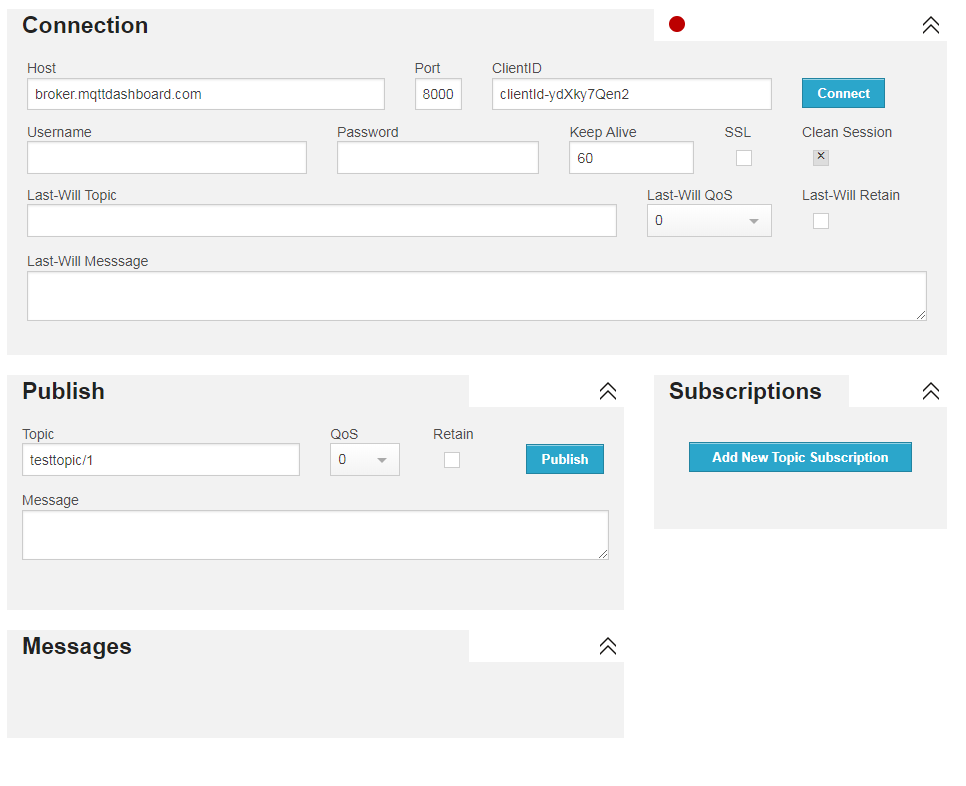 Connection
Host Port ClientID
broker.mqttdashboard.com 8000 clientId-ydXky7Qen2 Connect
Username Password Keep Alive SSL Clean Session
60
Last-Will Topic Last-Will QoS Last-Will Retain
0
Last-Will Messsage
Publish
Topic QoS Retain
testtopic/1 0 Publish
Message
Subscriptions
Add New Topic Subscription
Messages